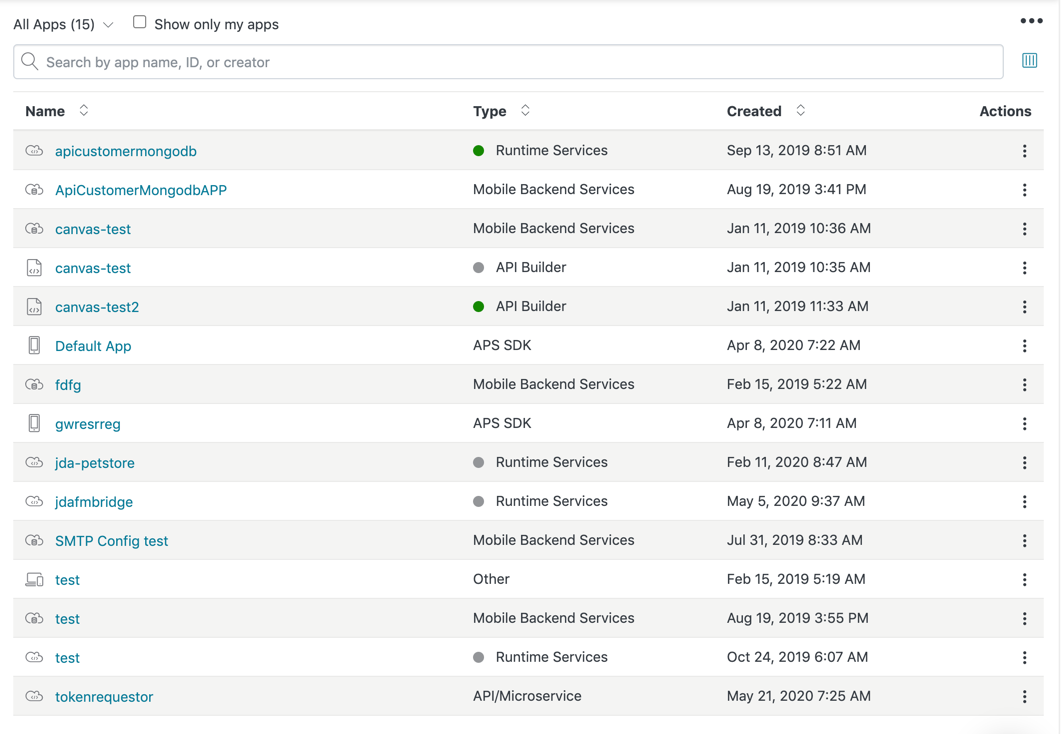 All Apps (15) Show only my apps
Search by app name, ID, or creator
Name Type Created Actions
apicustomermongodb Runtime Services Sep 13, 2019 8:51 AM
ApiCustomerMongodbAPP Mobile Backend Services Aug 19, 2019 3:41 PM
canvas-test Mobile Backend Services Jan 11, 2019 10:36 AM
canvas-test API Builder Jan 11, 2019 10:35 AM
canvas-test2 API Builder Jan 11, 2019 11:33 AM
Default App APS SDK Apr 8, 2020 7:22 AM
fdfg Mobile Backend Services Feb 15, 2019 5:22 AM
gwresrreg APS SDK Apr 8, 2020 7:11 AM
jda-petstore Runtime Services Feb 11, 2020 8:47 AM
jdafmbridge Runtime Services May 5, 2020 9:37 AM
SMTP Config test Mobile Backend Services Jul 31, 2019 8:33 AM
test Other Feb 15, 2019 5:19 AM
test Mobile Backend Services Aug 19, 2019 3:55 PM
test Runtime Services Oct 24, 2019 6:07 AM
tokenrequestor API/Microservice May 21, 2020 7:25 AM